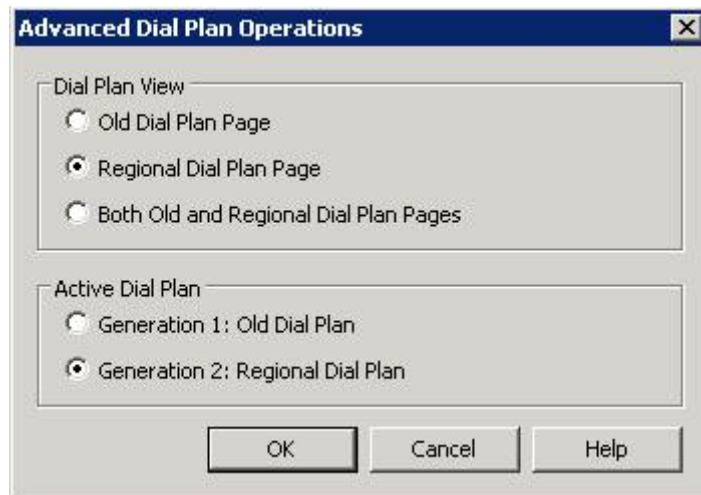 Advanced Dial Plan Operations
Dial Plan View
Old Dial Plan Page
Regional Dial Plan Page
Both Old and Regional Dial Plan Pages
Active Dial Plan
Generation 1: Old Dial Plan
Generation 2: Regional Dial Plan
OK Cancel Help